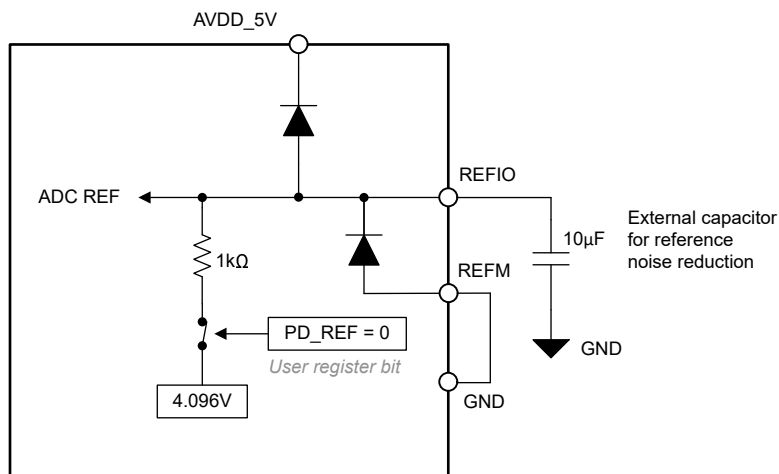 AVDD_5V
ADC REF
REFIO
1kΩ
10µF
External capacitor
for reference
noise reduction
REFM
PD_REF = 0
User register bit
GND
4.096V
GND